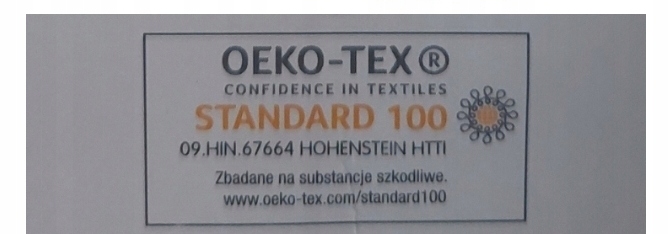 OEKO-TEX®
CONFIDENCE IN TEXTILES
STANDARD 100
09.HIN.67664 HOHENSTEIN HTTI
Zbadane na substancje szkodliwe.
www.oeko-tex.com/standard100